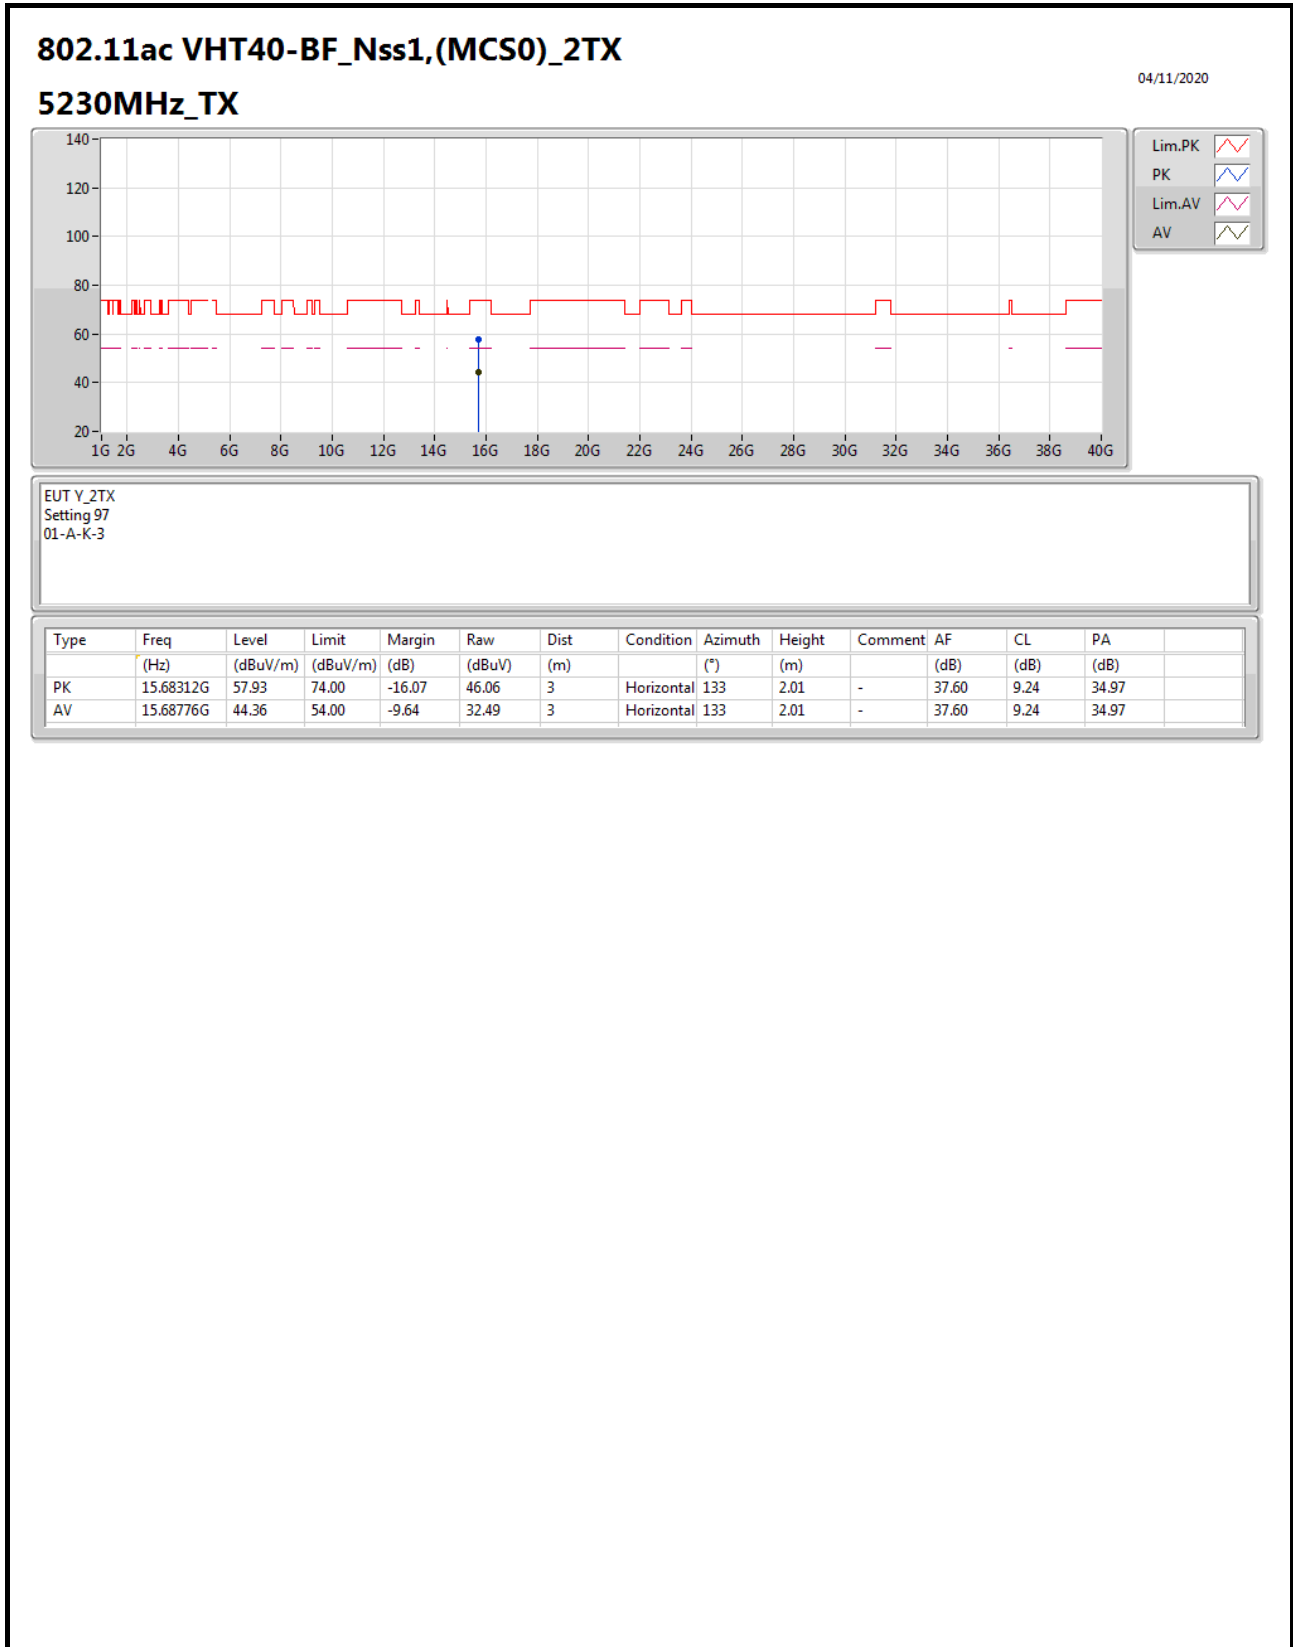 802.11ac VHT40-BF_Nss1,(MCS0)_2TX
04/11/2020
5230MHz_TX
140
120
100
80
60
40
20
1G 2G 4G 6G 8G 10G 12G 14G 16G 18G 20G 22G 24G 26G 28G 30G 32G 34G 36G 38G 40G
Lim.PK
PK
Lim.AV
AV
EUT Y_2TX
Setting 97
01-A-K-3
Type Freq Level Limit Margin Raw Dist Condition Azimuth Height Comment AF CL PA
(Hz) (dBuV/m) (dBuV/m) (dB) (dBuV) (m) (°) (m) (dB) (dB) (dB)
PK 15.68312G 57.93 74.00 -16.07 46.06 3 Horizontal 133 2.01 - 37.60 9.24 34.97
AV 15.68776G 44.36 54.00 -9.64 32.49 3 Horizontal 133 2.01 - 37.60 9.24 34.97